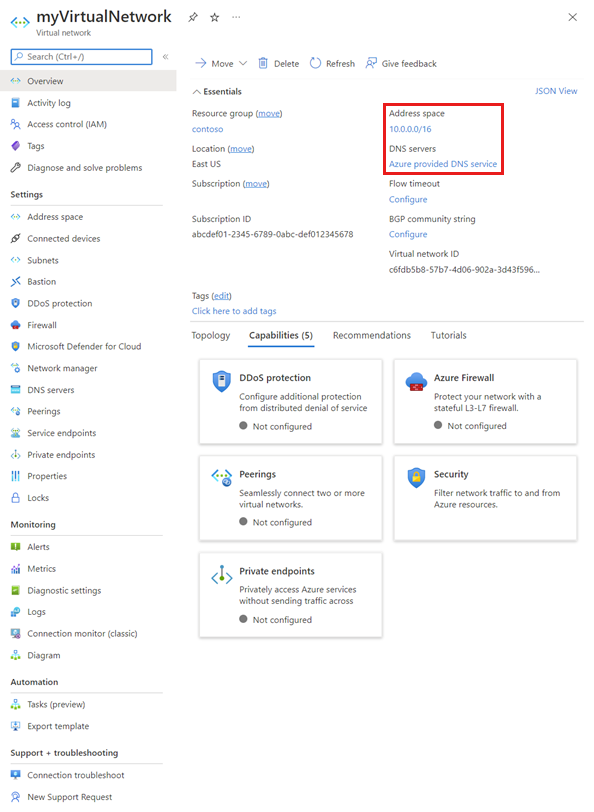 myVirtualNetwork
Virtual network
Search (Ctrl+/)
Overview
Activity log
Access control (IAM)
Tags
Diagnose and solve problems
Settings
Address space
Connected devices
Subnets
Bastion
DDoS protection
Firewall
Microsoft Defender for Cloud
Network manager
DNS servers
Peerings
Service endpoints
Private endpoints
Properties
Locks
Monitoring
Alerts
Metrics
Diagnostic settings
Logs
Connection monitor (classic)
Diagram
Automation
Tasks (preview)
Export template
Support + troubleshooting
Connection troubleshoot
New Support Request
Move
Delete
Refresh
Give feedback
Essentials
JSON View
Resource group (move)
contoso
Location (move)
East US
Subscription (move)
Subscription ID
abcdef01-2345-6789-0abc-def012345678
Address space
10.0.0.0/16
DNS servers
Azure provided DNS service
Flow timeout
Configure
BGP community string
Configure
Virtual network ID
c6fdb5b8-57b7-4d06-902a-3d43f596...
Tags (edit)
Click here to add tags
Topology
Capabilities (5)
Recommendations
Tutorials
DDoS protection
Configure additional protection
from distributed denial of service
Not configured
Azure Firewall
Protect your network with a
stateful L3-L7 firewall.
Not configured
Peerings
Seamlessly connect two or more
virtual networks.
Not configured
Security
Filter network traffic to and from
Azure resources.
Private endpoints
Privately access Azure services
without sending traffic across
Not configured